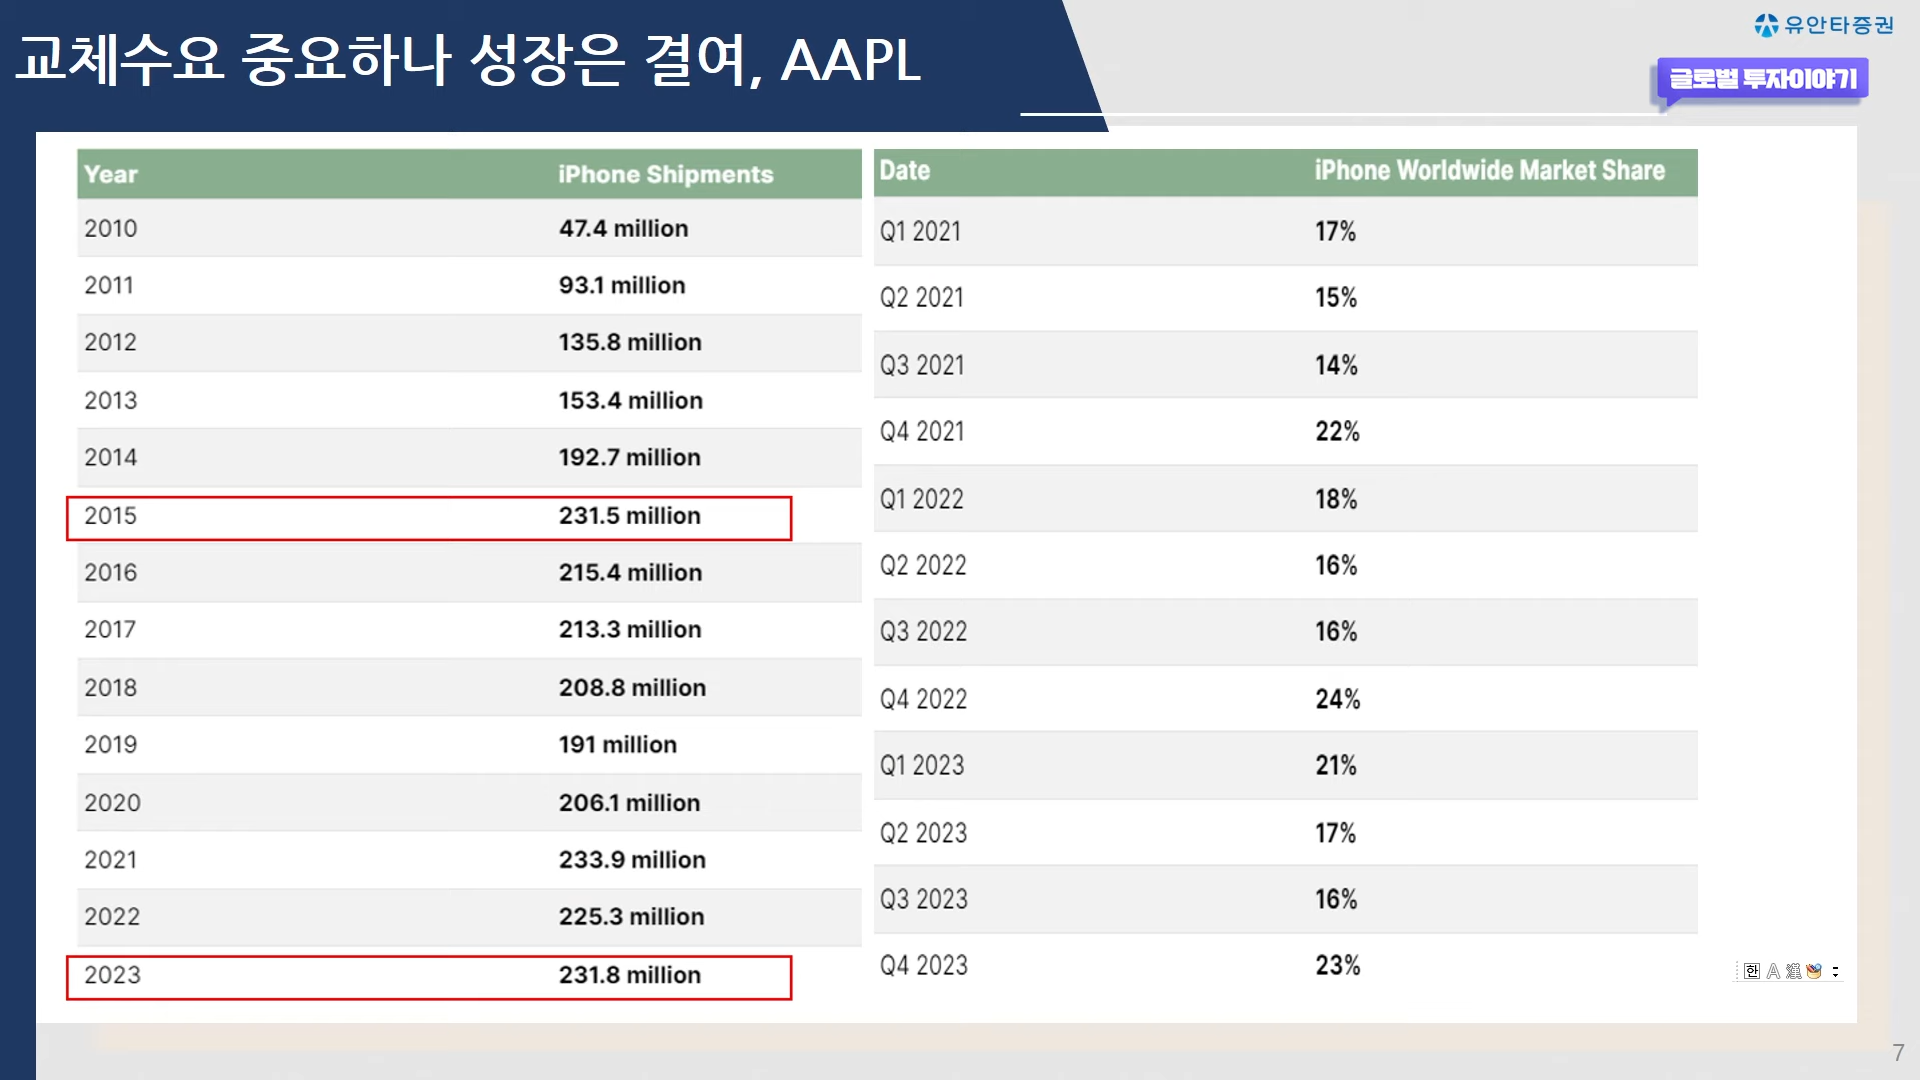 교체수요 중요하나 성장은 결여, AAPL
유안타증권
글로벌 투자이야기
Year iPhone Shipments
2010 47.4 million
2011 93.1 million
2012 135.8 million
2013 153.4 million
2014 192.7 million
2015 231.5 million
2016 215.4 million
2017 213.3 million
2018 208.8 million
2019 191 million
2020 206.1 million
2021 233.9 million
2022 225.3 million
2023 231.8 million
Date iPhone Worldwide Market Share
Q1 2021 17%
Q2 2021 15%
Q3 2021 14%
Q4 2021 22%
Q1 2022 18%
Q2 2022 16%
Q3 2022 16%
Q4 2022 24%
Q1 2023 21%
Q2 2023 17%
Q3 2023 16%
Q4 2023 23%
한 A 漢
7